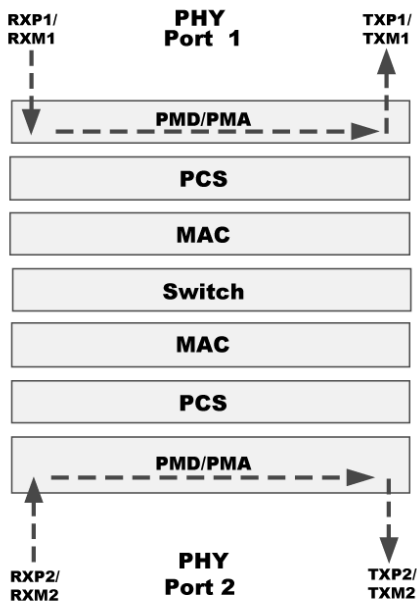 RXP1/
RXM1
PHY
Port 1
TXP1/
TXM1
PMD/PMA
PCS
MAC
Switch
MAC
PCS
PMD/PMA
RXP2/
RXM2
PHY
Port 2
TXP2/
TXM2